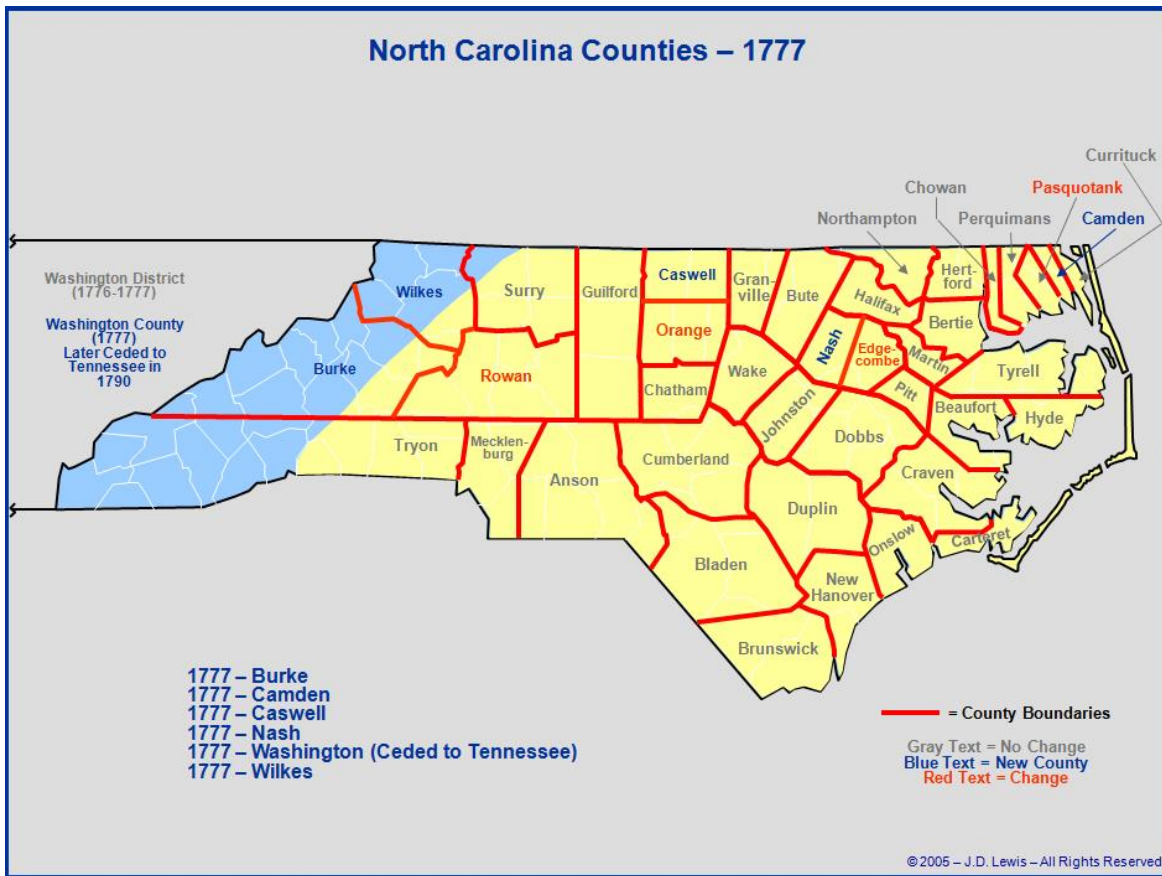 North Carolina Counties – 1777
Currituck
Chowan
Pasquotank
Northampton
Perquimans
Camden
Washington District
(1776-1777)
Washington County
(1777)
Later Ceded to
Tennessee in
1790
Wilkes
Surry
Guilford
Caswell
Gran-
ville
Bute
Halifax
Hert-
ford
Bertie
Burke
Rowan
Orange
Chatham
Wake
Nash
Edge-
combe
Martin
Tyrell
Pitt
Beaufort
Hyde
Johnston
Tryon
Mecklen-
burg
Anson
Cumberland
Dobbs
Craven
Duplin
Onslow
Carteret
Bladen
New
Hanover
Brunswick
1777 – Burke
1777 – Camden
1777 – Caswell
1777 – Nash
1777 – Washington (Ceded to Tennessee)
1777 – Wilkes
= County Boundaries
Gray Text = No Change
Blue Text = New County
Red Text = Change
© 2005 – J.D. Lewis – All Rights Reserved